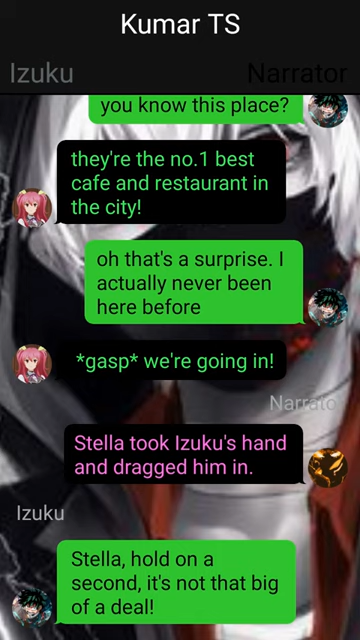 Kumar TS
Izuku
Narrator
you know this place?
they're the no.1 best
cafe and restaurant in
the city!
oh that's a surprise. I
actually never been
here before
*gasp* we're going in!
Narrator
Stella took Izuku's hand
and dragged him in.
Izuku
Stella, hold on a
second, it's not that big
of a deal!